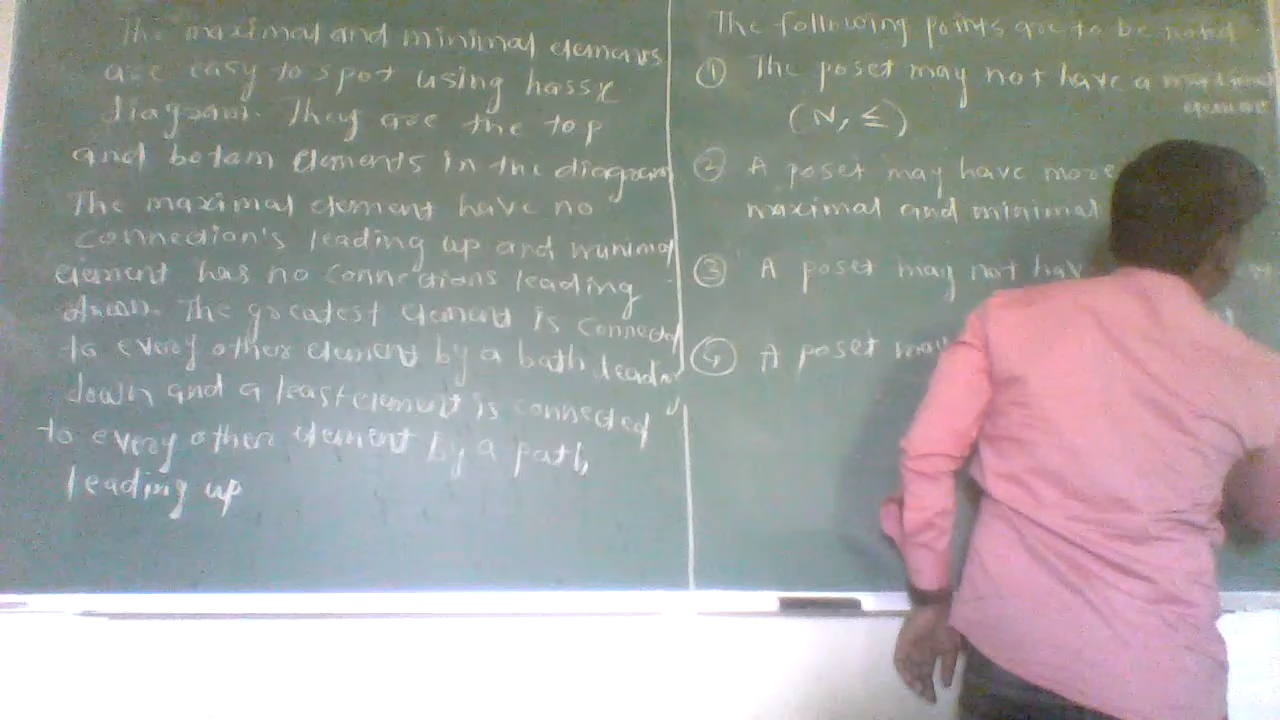 The maximal and minimal elements
are easy to spot using hasse
diagram. They are the top
and botam elements in the diagram
The maximal element have no
connection's leading up and minimal
element has no connections leading
down. The greatest element is connected
to every other element by a bath leading
down and a least element is connected
to every other element by a path,
leading up
The following points are to be noted
① The poset may not have a maximal
element
(N, ≤)
② A poset may have more
maximal and minimal
③ A poset may not hav
④ A poset may